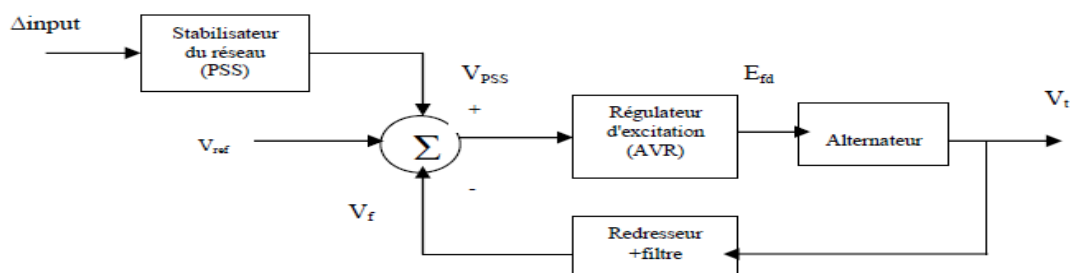 Δinput
Stabilisateur
du réseau
(PSS)
V_PSS
+
E_fd
V_t
V_ref
Σ
Régulateur
d'excitation
(AVR)
Alternateur
-
V_f
Redresseur
+filtre